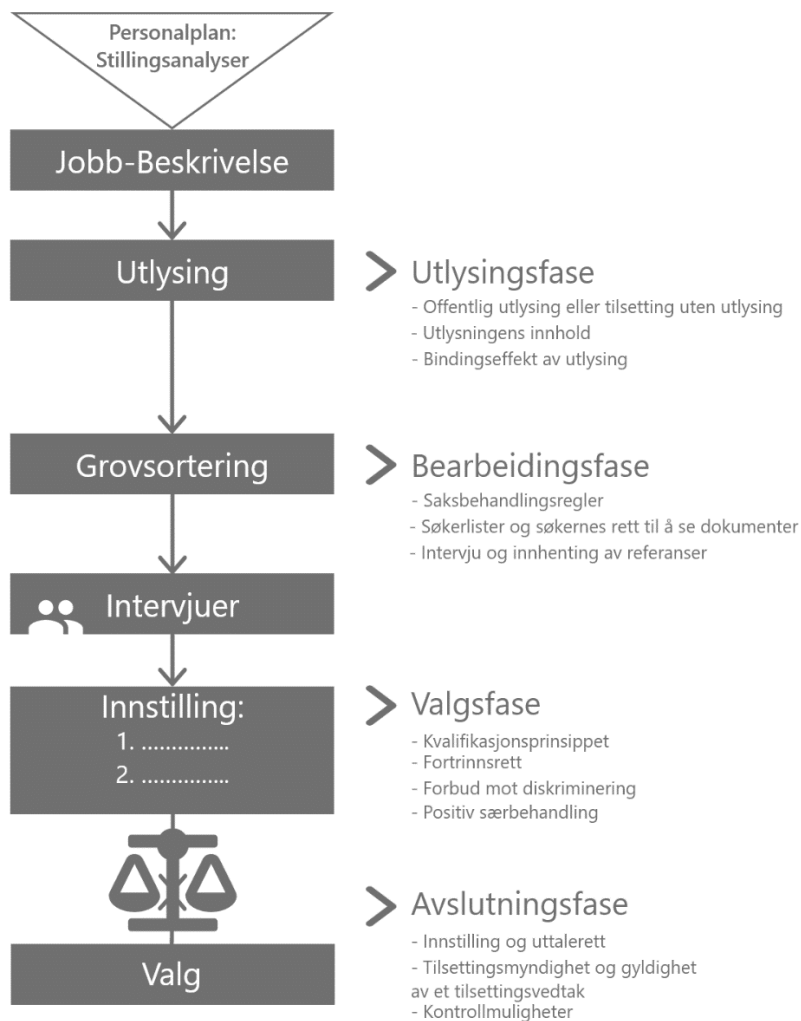 Personalplan:
Stillingsanalyser
Jobb-Beskrivelse
Utlysing
Utlysingsfase
- Offentlig utlysing eller tilsetting uten utlysing
- Utlysningens innhold
- Bindingseffekt av utlysing
Grovsortering
Bearbeidingsfase
- Saksbehandlingsregler
- Søkerlister og søkernes rett til å se dokumenter
- Intervju og innhenting av referanser
Intervjuer
Innstilling:
1. ..............
2. ..............
Valgsfase
- Kvalifikasjonsprinsippet
- Fortrinnsrett
- Forbud mot diskriminering
- Positiv særbehandling
Avslutningsfase
- Innstilling og uttalerett
- Tilsettingsmyndighet og gyldighet
av et tilsettingsvedtak
- Kontrollmuligheter
Valg